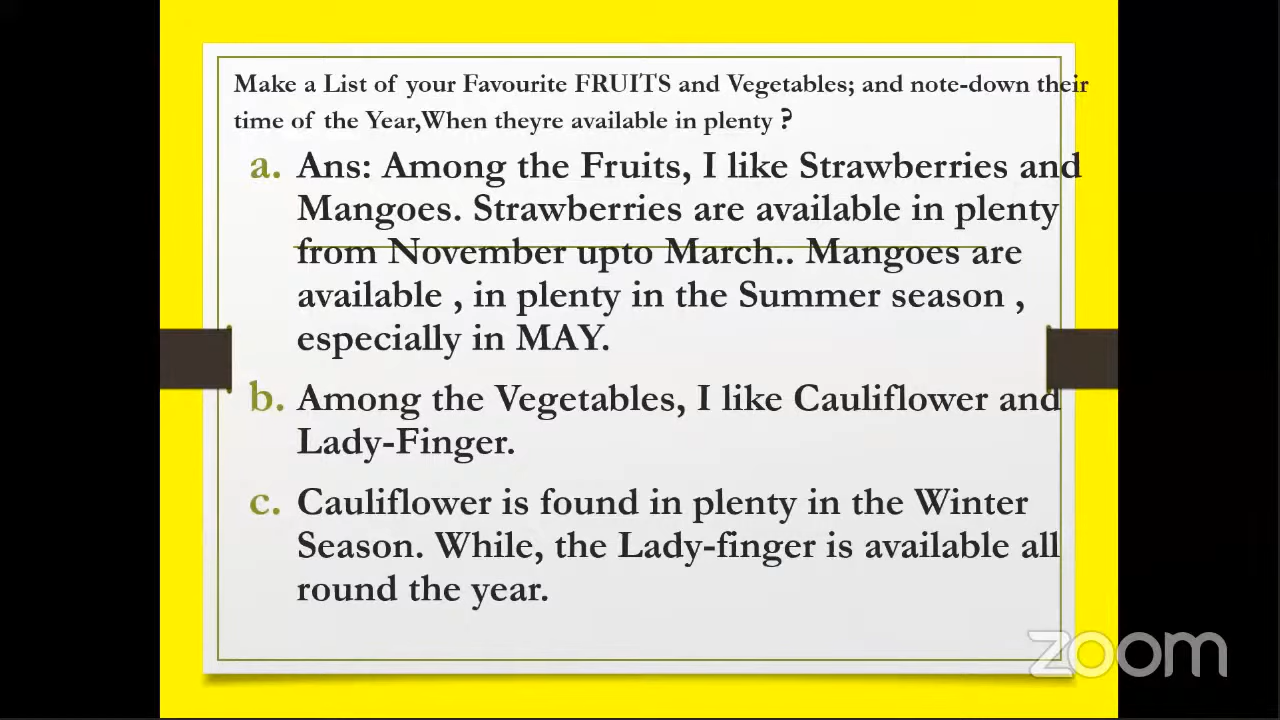 Make a List of your Favourite FRUITS and Vegetables; and note-down their
time of the Year,When theyre available in plenty ?
a. Ans: Among the Fruits, I like Strawberries and
Mangoes. Strawberries are available in plenty
from November upto March.. Mangoes are
available , in plenty in the Summer season ,
especially in MAY.
b. Among the Vegetables, I like Cauliflower and
Lady-Finger.
c. Cauliflower is found in plenty in the Winter
Season. While, the Lady-finger is available all
round the year.
zoom